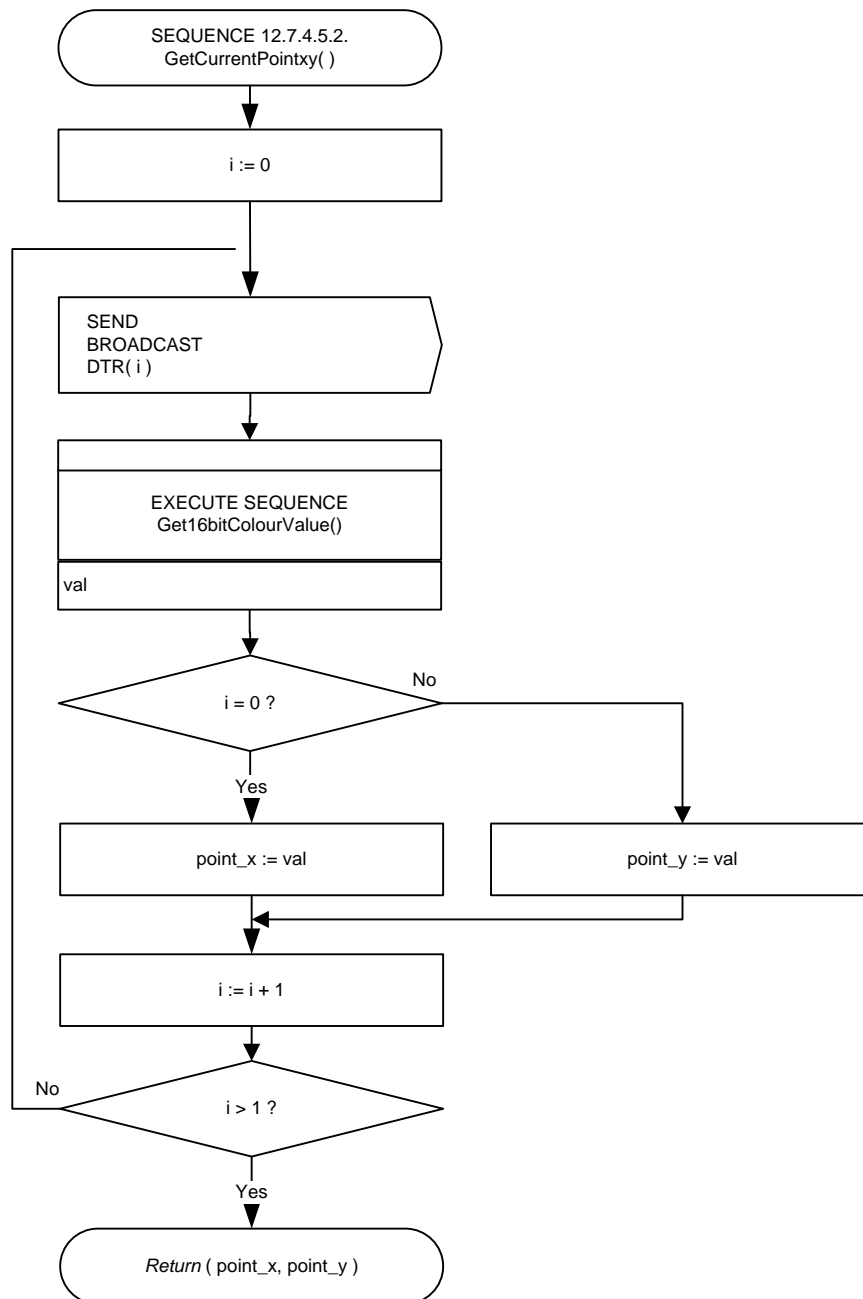 SEQUENCE 12.7.4.5.2.
GetCurrentPointxy( )
i := 0
SEND
BROADCAST
DTR( i )
EXECUTE SEQUENCE
Get16bitColourValue()
val
i = 0 ?
No
Yes
point_x := val
point_y := val
i := i + 1
No
i > 1 ?
Yes
Return ( point_x, point_y )